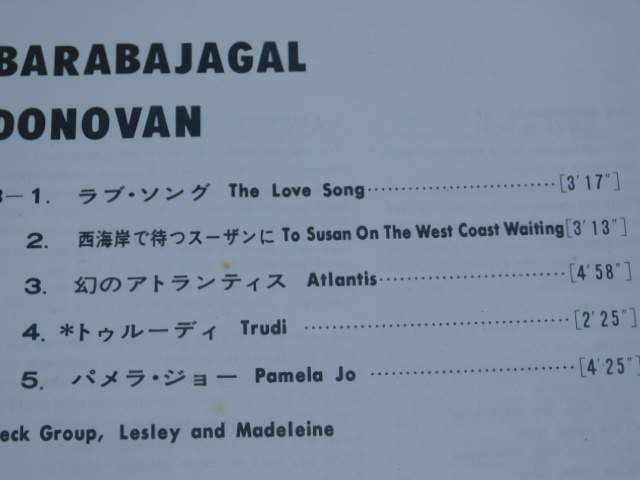 BARABAJAGAL
DONOVAN
B-1. ラブ・ソング The Love Song [3'17"]
2. 西海岸で待つスーザンに To Susan On The West Coast Waiting [3'13"]
3. 幻のアトランティス Atlantis [4'58"]
4. *トゥルーディ Trudi [2'25"]
5. パメラ・ジョー Pamela Jo [4'25"]
eck Group, Lesley and Madeleine